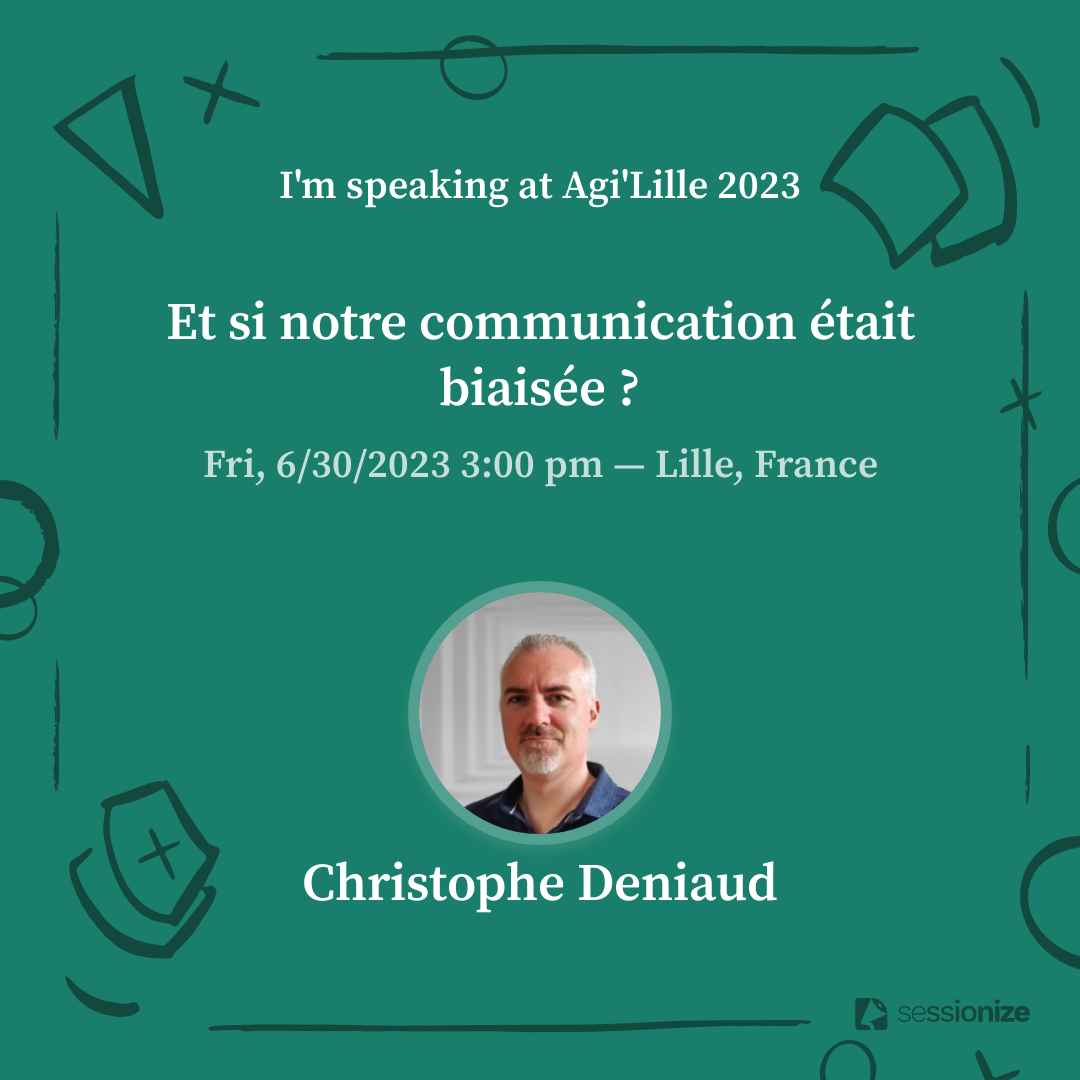 I'm speaking at Agi'Lille 2023
Et si notre communication était
biaisée ?
Fri, 6/30/2023 3:00 pm — Lille, France
Christophe Deniaud
sessionize